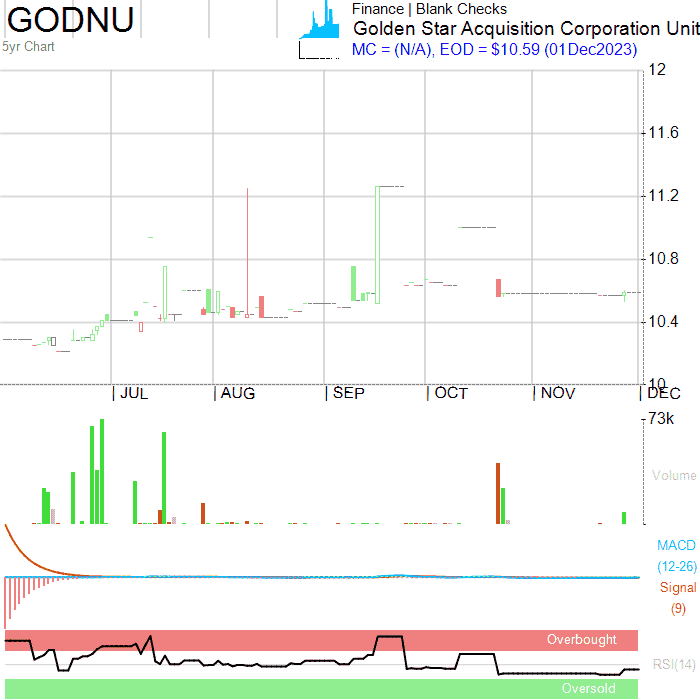 GODNU
5yr Chart
Finance | Blank Checks
Golden Star Acquisition Corporation Unit
MC = (N/A), EOD = $10.59 (01Dec2023)
12
11.6
11.2
10.8
10.4
10
JUL AUG SEP OCT NOV DEC
73k
Volume
MACD
(12-26)
Signal
(9)
Overbought
RSI(14)
Oversold